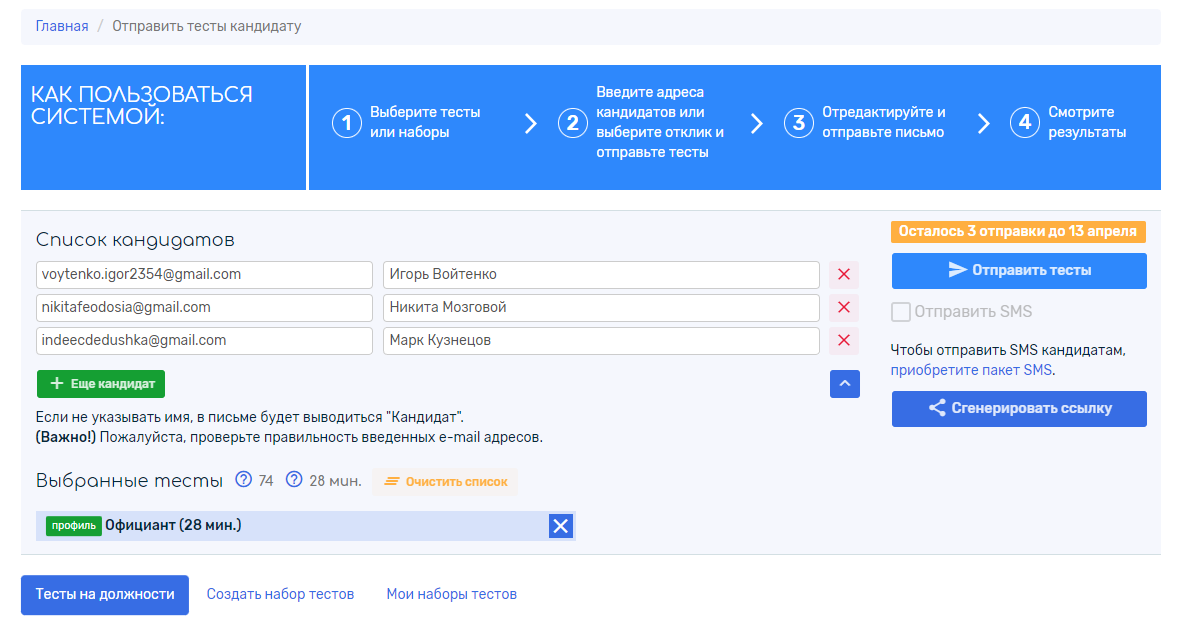 Главная / Отправить тесты кандидату
КАК ПОЛЬЗОВАТЬСЯ
СИСТЕМОЙ:
1
Выберите тесты
или наборы
2
Введите адреса
кандидатов или
выберите отклик и
отправьте тесты
3
Отредактируйте и
отправьте письмо
4
Смотрите
результаты
Список кандидатов
voytenko.igor2354@gmail.com Игорь Войтенко
nikitafeodosia@gmail.com Никита Мозговой
indeecdedushka@gmail.com Марк Кузнецов
Еще кандидат
Если не указывать имя, в письме будет выводиться "Кандидат".
(Важно!) Пожалуйста, проверьте правильность введенных e-mail адресов.
Осталось 3 отправки до 13 апреля
Отправить тесты
Отправить SMS
Чтобы отправить SMS кандидатам,
приобретите пакет SMS.
Сгенерировать ссылку
Выбранные тесты ? 74 ? 28 мин. Очистить список
профиль Официант (28 мин.)
Тесты на должности Создать набор тестов Мои наборы тестов